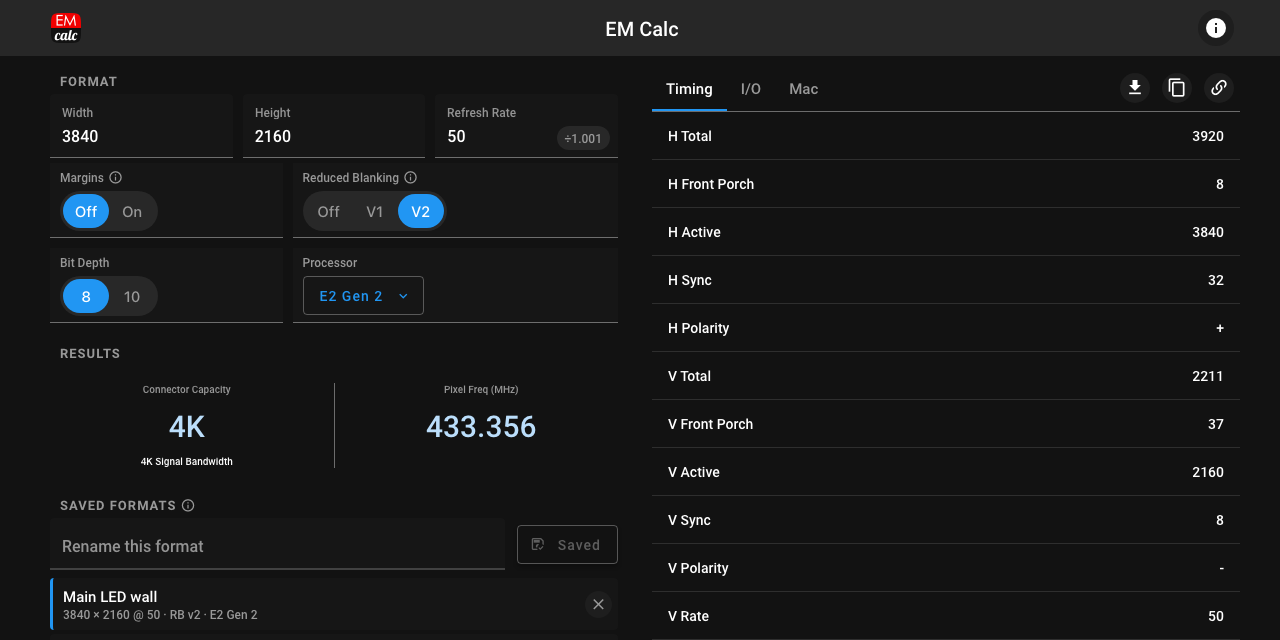 EM
calc
EM Calc
FORMAT
Width
3840
Height
2160
Refresh Rate
50
÷1.001
Margins
Off
On
Reduced Blanking
Off
V1
V2
Bit Depth
8
10
Processor
E2 Gen 2
RESULTS
Connector Capacity
4K
4K Signal Bandwidth
Pixel Freq (MHz)
433.356
SAVED FORMATS
Rename this format
Saved
Main LED wall
3840 × 2160 @ 50 · RB v2 · E2 Gen 2
Timing
I/O
Mac
H Total 3920
H Front Porch 8
H Active 3840
H Sync 32
H Polarity +
V Total 2211
V Front Porch 37
V Active 2160
V Sync 8
V Polarity -
V Rate 50